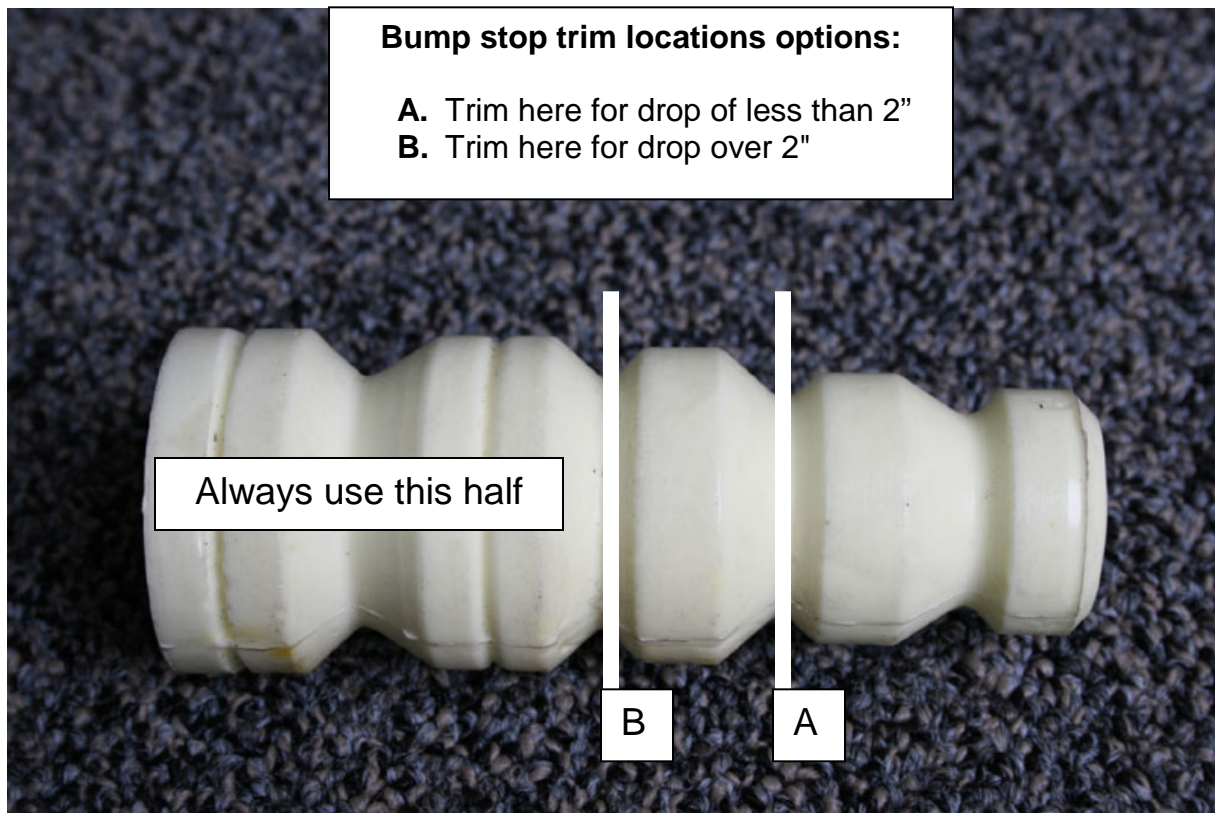 Bump stop trim locations options:
A. Trim here for drop of less than 2”
B. Trim here for drop over 2"
Always use this half
B
A